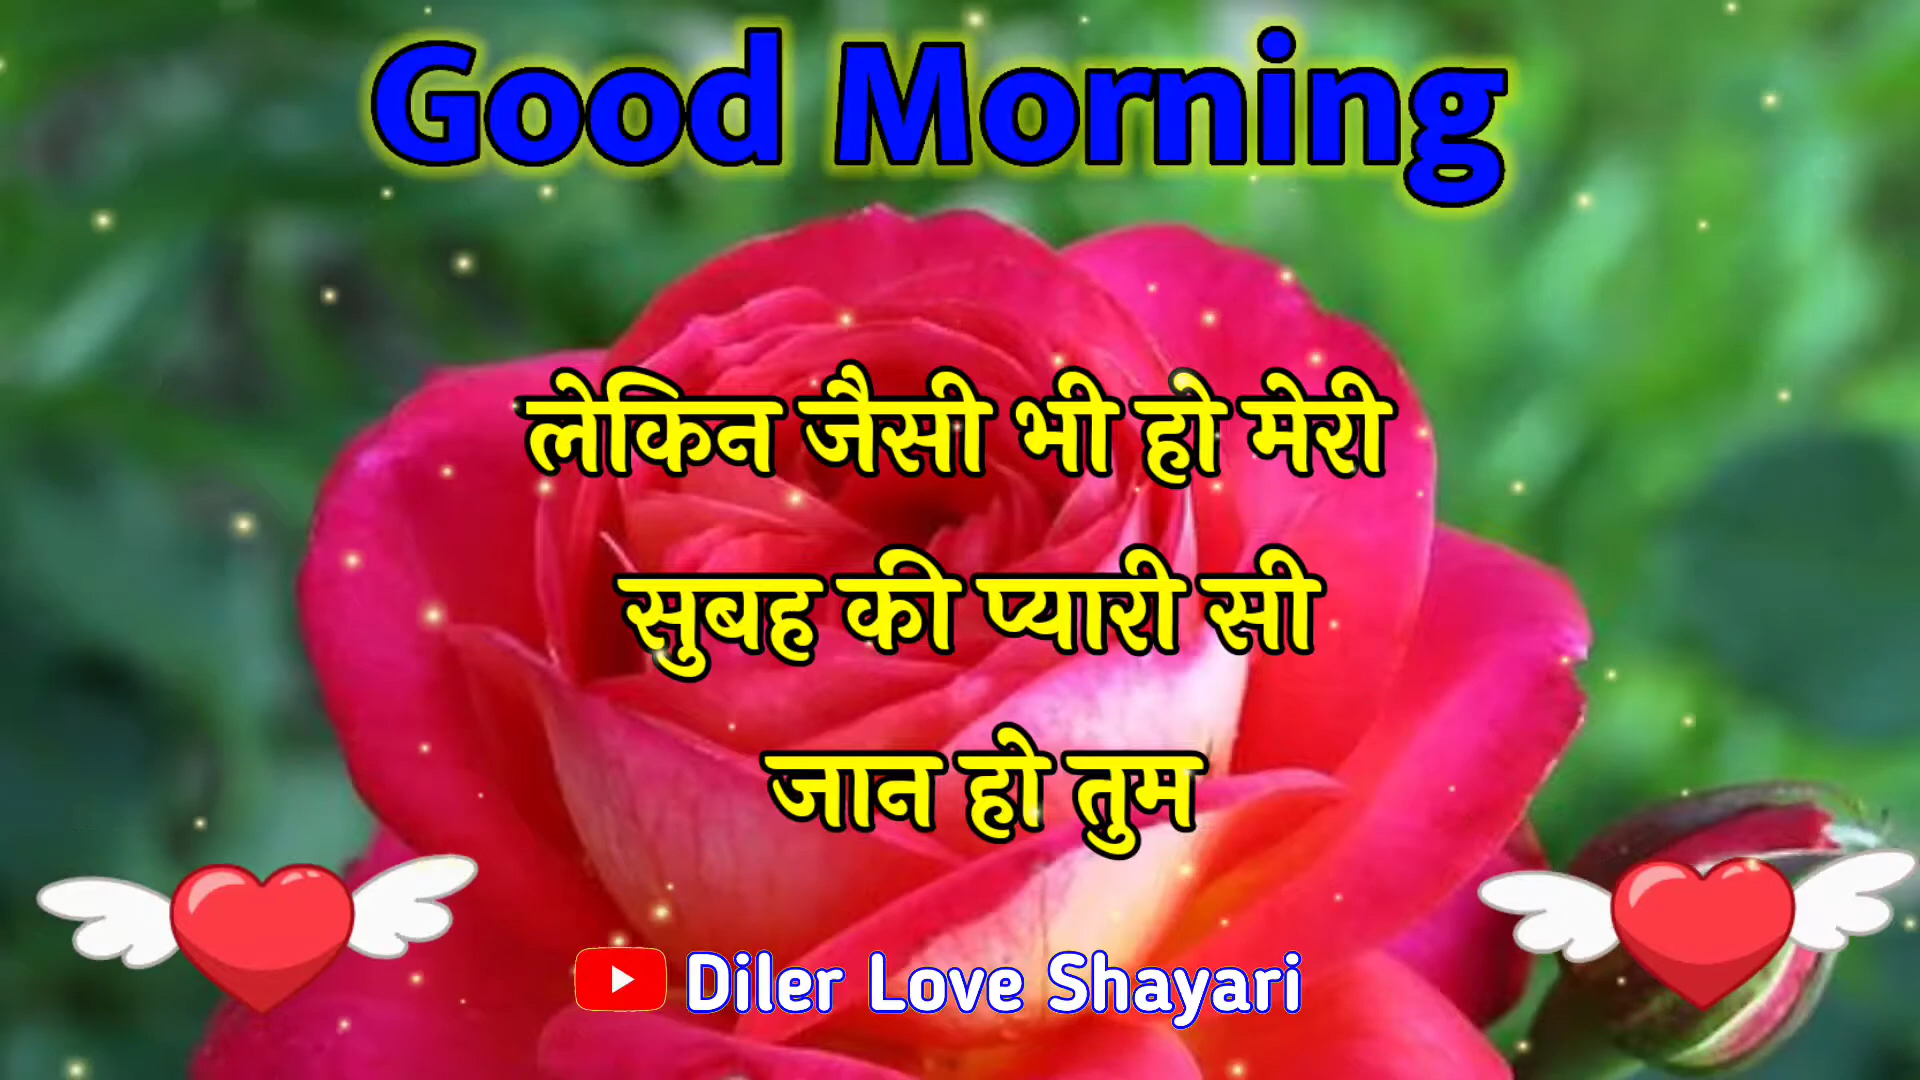 Good Morning
लेकिन जैसी भी हो मेरी
सुबह की प्यारी सी
जान हो तुम
Diler Love Shayari